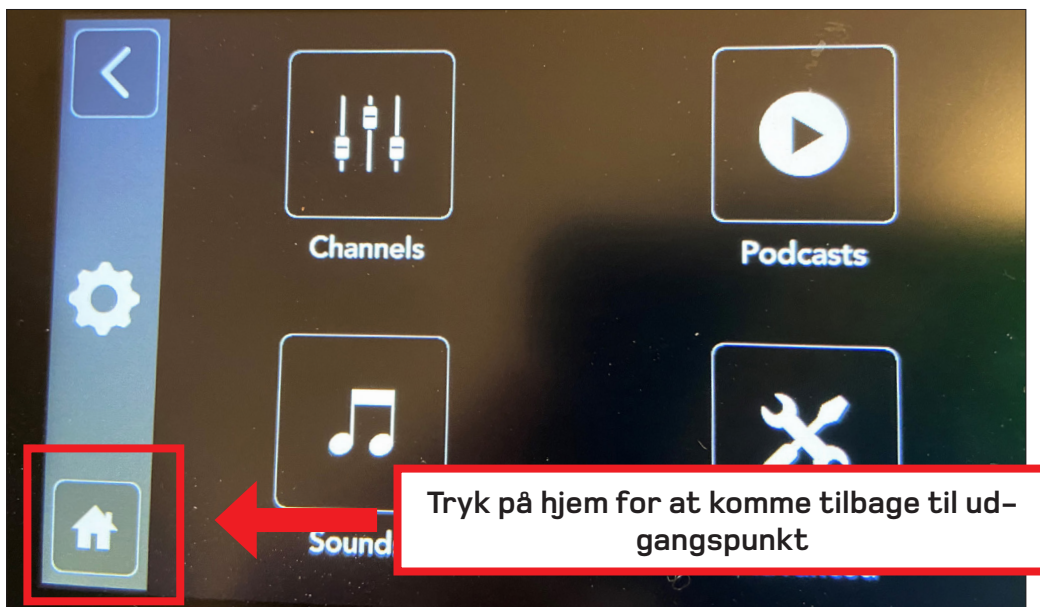 Channels
Podcasts
Tryk på hjem for at komme tilbage til ud-
gangspunkt
Sound